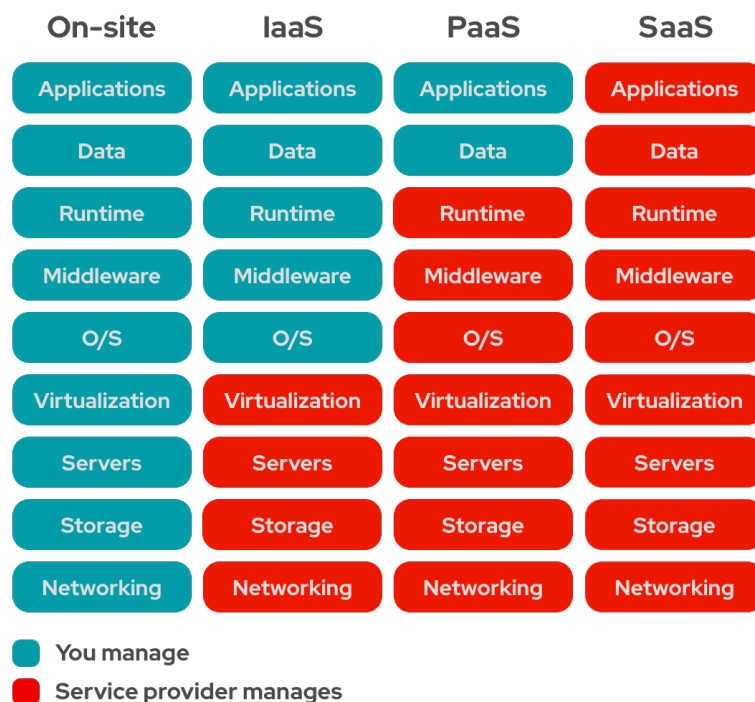 On-site IaaS PaaS SaaS
Applications Applications Applications Applications
Data Data Data Data
Runtime Runtime Runtime Runtime
Middleware Middleware Middleware Middleware
O/S O/S O/S O/S
Virtualization Virtualization Virtualization Virtualization
Servers Servers Servers Servers
Storage Storage Storage Storage
Networking Networking Networking Networking
You manage
Service provider manages